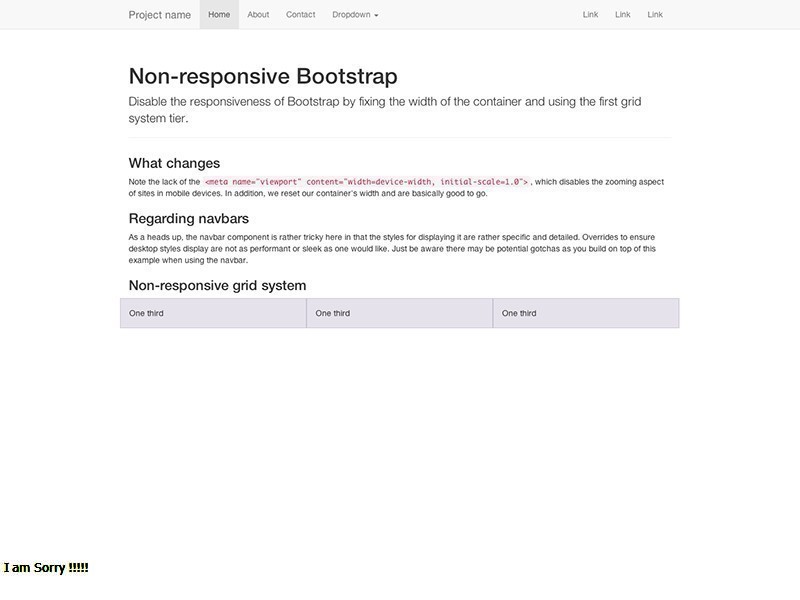 Project name Home About Contact Dropdown Link Link Link
Non-responsive Bootstrap
Disable the responsiveness of Bootstrap by fixing the width of the container and using the first grid
system tier.
What changes
Note the lack of the <meta name="viewport" content="width=device-width, initial-scale=1.0">, which disables the zooming aspect
of sites in mobile devices. In addition, we reset our container's width and are basically good to go.
Regarding navbars
As a heads up, the navbar component is rather tricky here in that the styles for displaying it are rather specific and detailed. Overrides to ensure
desktop styles display are not as performant or sleek as one would like. Just be aware there may be potential gotchas as you build on top of this
example when using the navbar.
Non-responsive grid system
One third One third One third
I am Sorry !!!!!